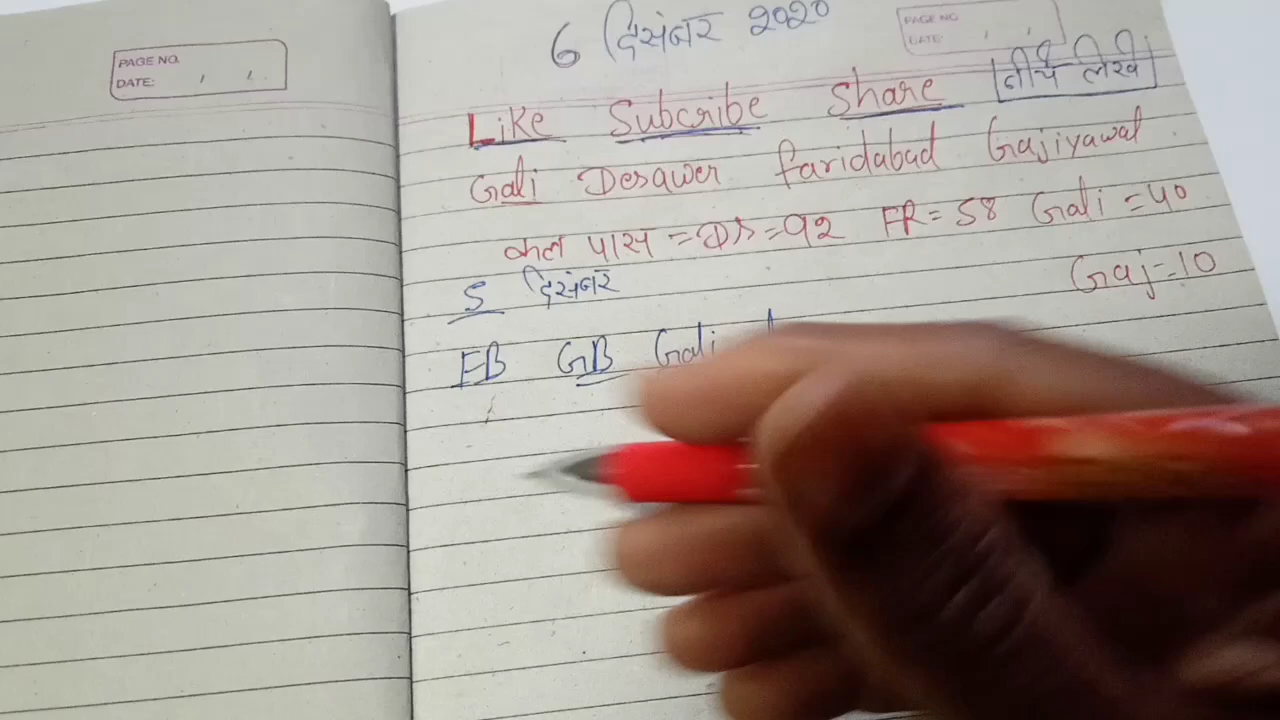 PAGE NO.
DATE:
6 दिसंबर 2020
PAGE NO.
DATE:
Like Subcribe Share नीचे लिखे
Gali Desawer faridabad Gajiyawal
कल पास = DS = 92 FR = 58 Gali = 40
Gaj = 10
5 दिसंबर
FB GB Gali